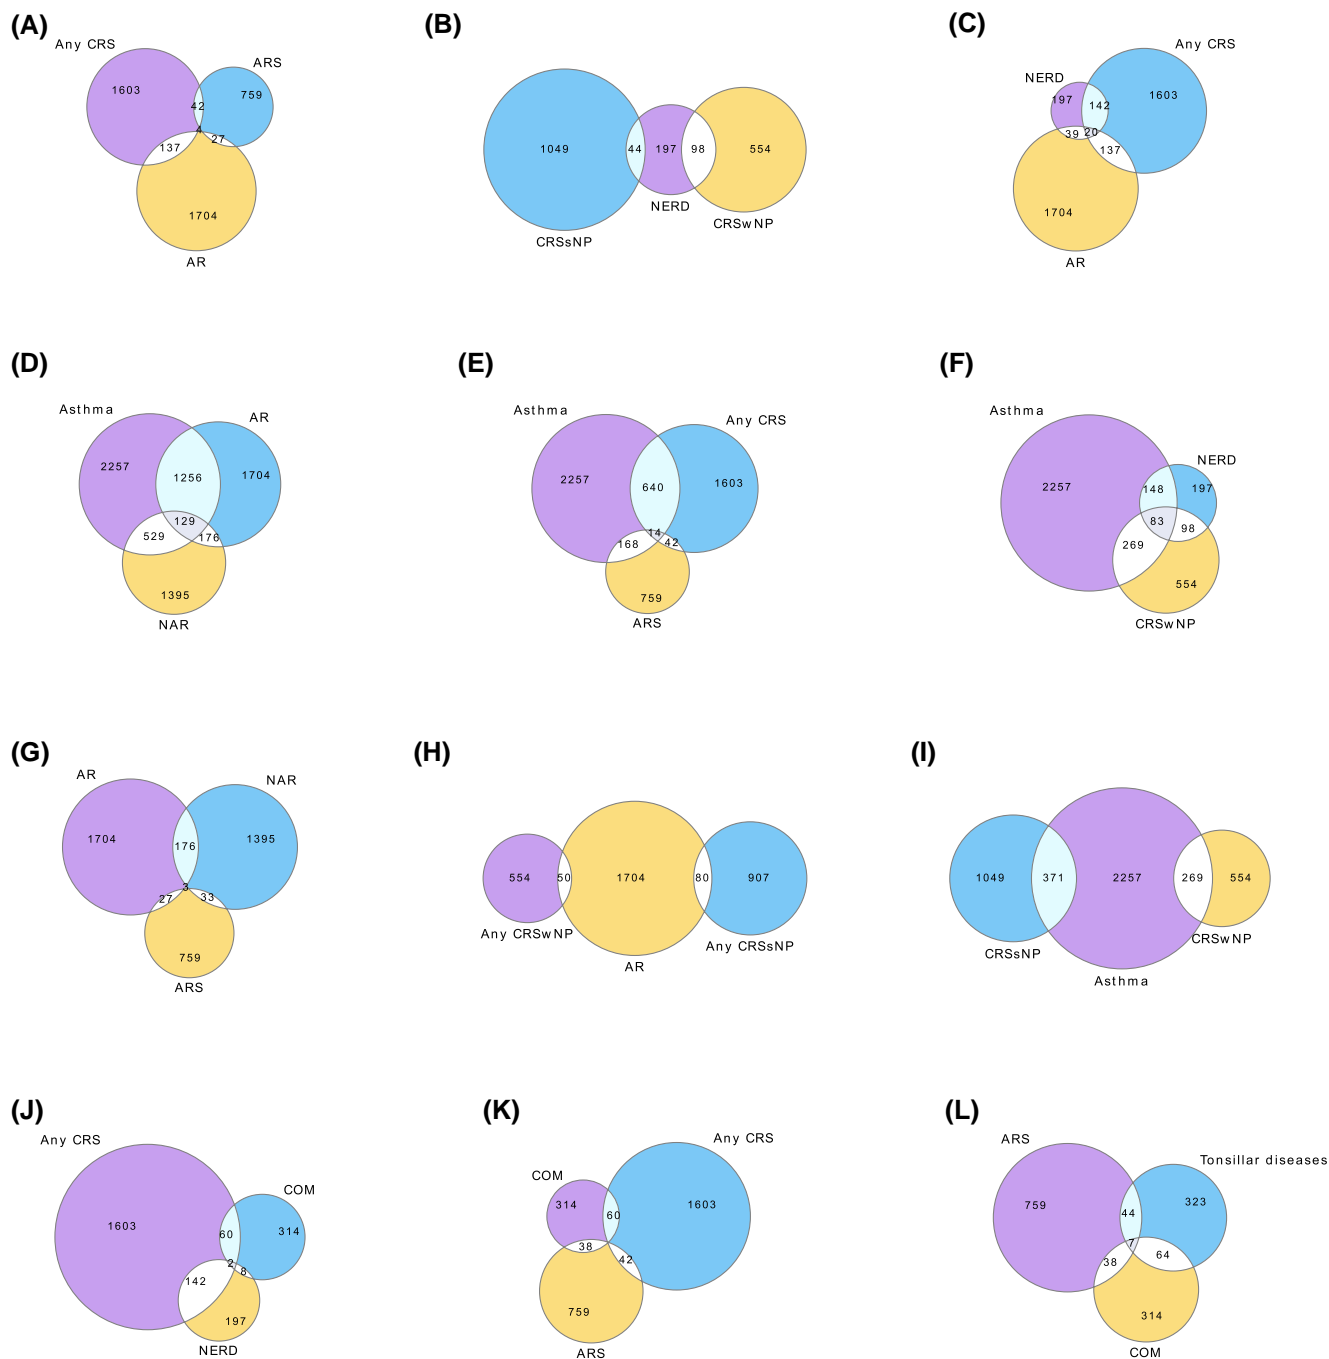 (A)
Any CRS
ARS
1603
759
42
4
27
137
1704
AR
(B)
1049
44
197
98
554
NERD
CRSwNP
CRSsNP
(C)
Any CRS
NERD
197
142
1603
39
20
137
1704
AR
(D)
Asthma
AR
2257
1256
1704
129
529
176
1395
NAR
(E)
Asthma
Any CRS
2257
640
1603
14
168
42
759
ARS
(F)
Asthma
NERD
2257
148
197
83
98
269
554
CRSwNP
(G)
AR
NAR
1704
176
1395
3
27
33
759
ARS
(H)
554
50
1704
80
907
Any CRSwNP
Any CRSsNP
AR
(I)
1049
371
2257
269
554
CRSwNP
CRSsNP
Asthma
(J)
Any CRS
COM
1603
60
314
2
8
142
197
NERD
(K)
Any CRS
COM
314
60
1603
38
42
759
ARS
(L)
ARS
Tonsillar diseases
759
44
323
7
38
64
314
COM